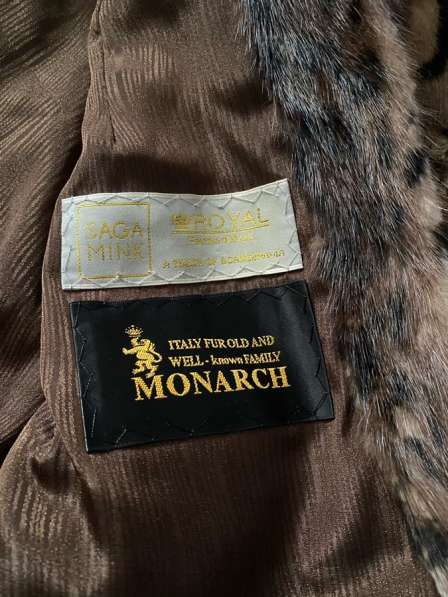 SAGA
MINK
ROYAL
ITALY FUR OLD AND
WELL - known FAMILY
MONARCH